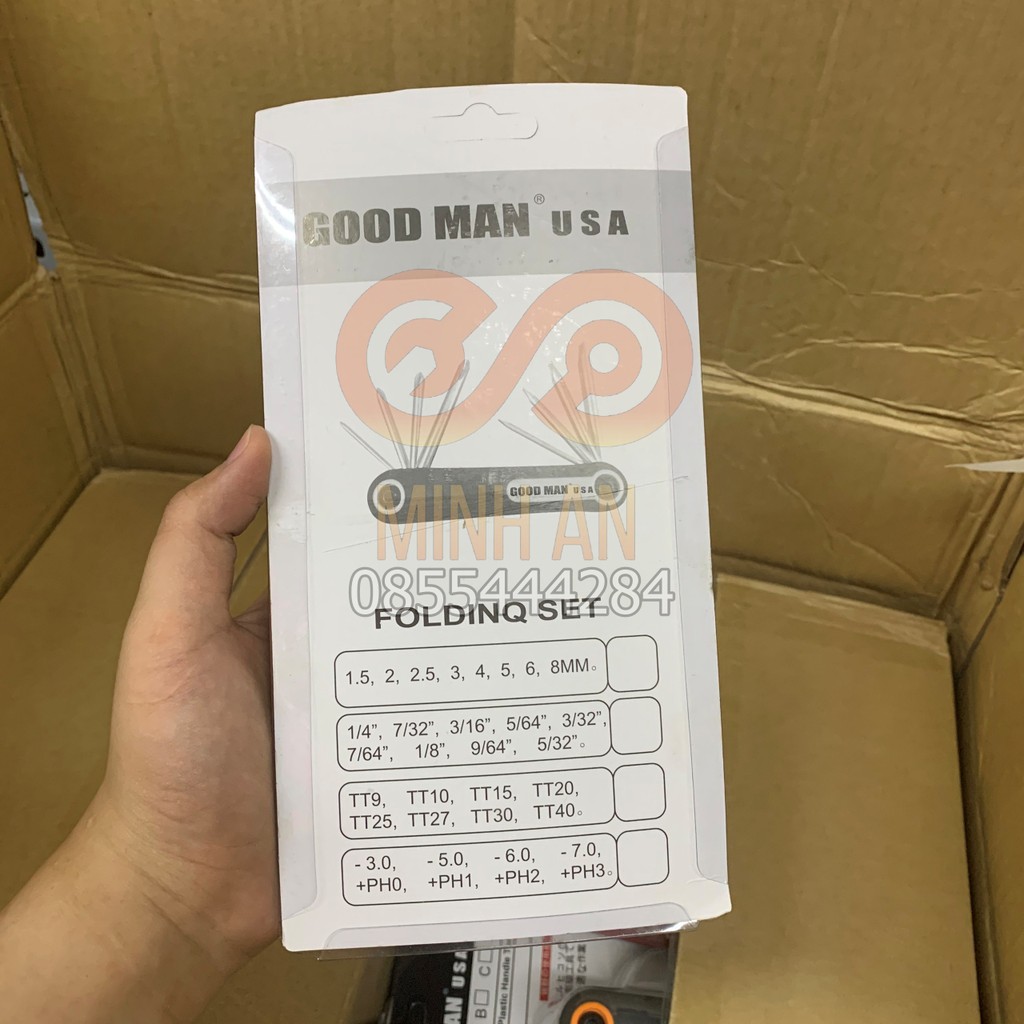 GOOD MAN® USA
GOOD MAN® USA
MINH AN
0855444284
FOLDINQ SET
1.5, 2, 2.5, 3, 4, 5, 6, 8MM。
1/4”, 7/32”, 3/16”, 5/64”, 3/32”,
7/64”, 1/8”, 9/64”, 5/32”。
TT9, TT10, TT15, TT20,
TT25, TT27, TT30, TT40。
- 3.0, - 5.0, - 6.0, - 7.0,
+PH0, +PH1, +PH2, +PH3。
AN® USA
B C
Plastic Handle